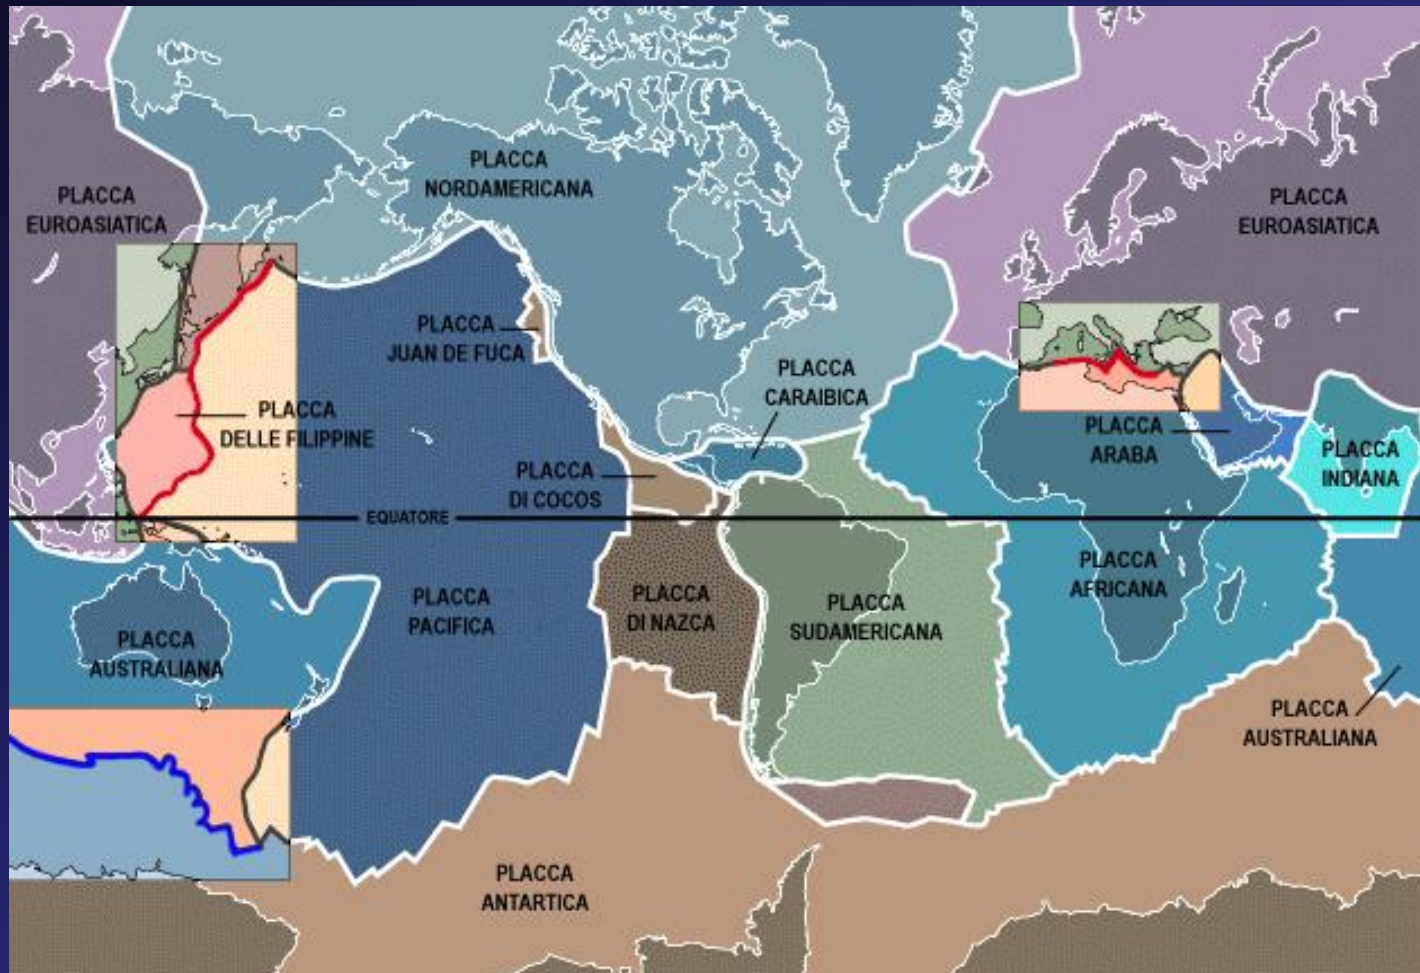 PLACCA
NORDAMERICANA
PLACCA
EUROASIATICA
PLACCA
EUROASIATICA
PLACCA
JUAN DE FUCA
PLACCA
CARAIBICA
PLACCA
DELLE FILIPPINE
PLACCA
ARABA
PLACCA
INDIANA
PLACCA
DI COCOS
EQUATORE
PLACCA
AFRICANA
PLACCA
PACIFICA
PLACCA
DI NAZCA
PLACCA
SUDAMERICANA
PLACCA
AUSTRALIANA
PLACCA
AUSTRALIANA
PLACCA
ANTARTICA